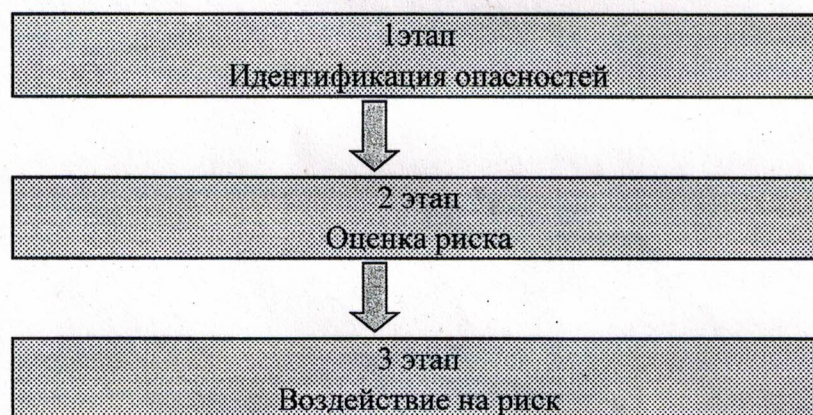 1этап
Идентификация опасностей
2 этап
Оценка риска
3 этап
Воздействие на риск